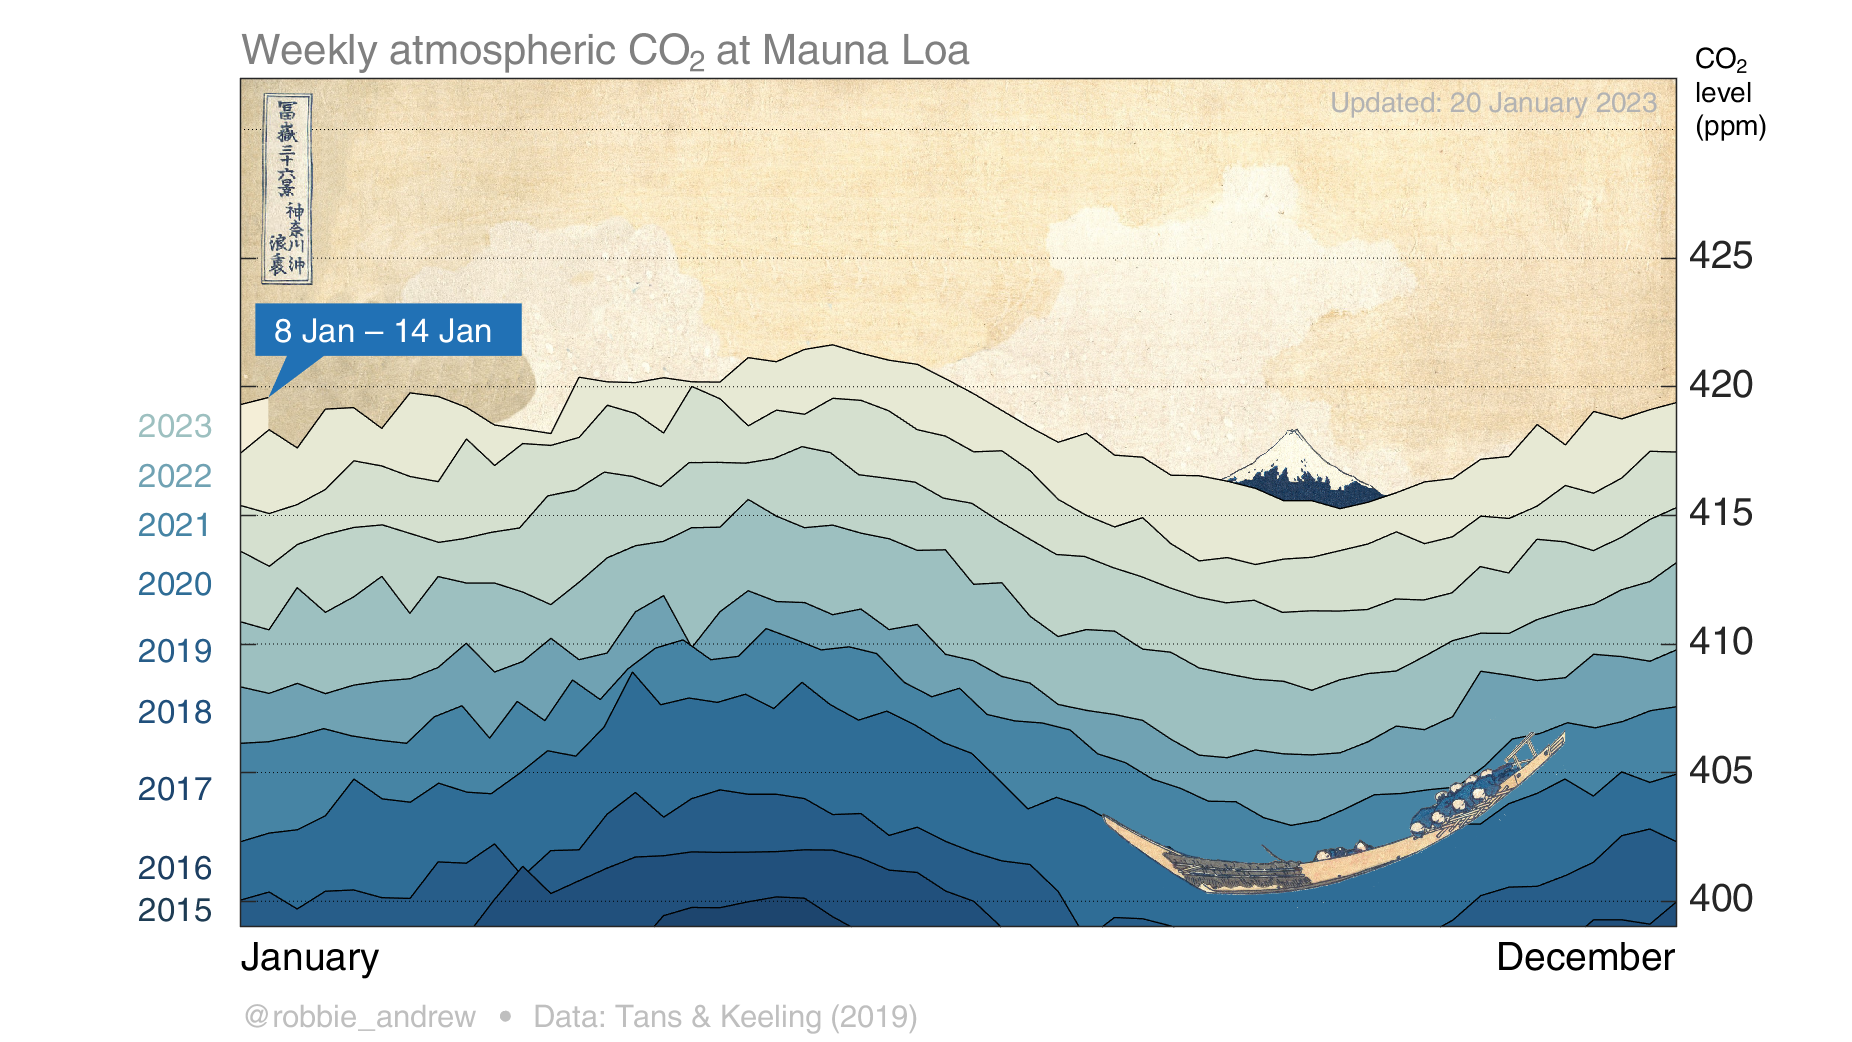 Weekly atmospheric CO₂ at Mauna Loa
CO₂
level
(ppm)
Updated: 20 January 2023
冨嶽三十六景
神奈川沖
浪裏
8 Jan – 14 Jan
425
420
415
410
405
400
2023
2022
2021
2020
2019
2018
2017
2016
2015
January
December
@robbie_andrew • Data: Tans & Keeling (2019)